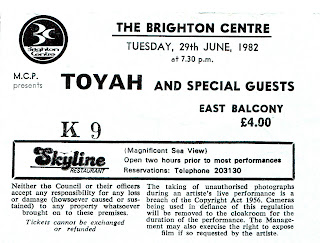 Brighton
Centre
THE BRIGHTON CENTRE
TUESDAY, 29th JUNE, 1982
at 7.30 p.m.
M.C.P.
presents
TOYAH AND SPECIAL GUESTS
EAST BALCONY
£4.00
K 9
Skyline
RESTAURANT
(Magnificent Sea View)
Open two hours prior to most performances
Reservations: Telephone 203130
Neither the Council or their officers
accept any responsibility for any loss
or damage (howsoever caused or sus-
tained) to any property whatsoever
brought on to these premises.
Tickets cannot be exchanged
or refunded
The taking of unauthorised photographs
during an artiste's live performance is a
breach of the Copyright Act 1956. Cameras
being used in defiance of this regulation
will be removed to the cloakroom for the
duration of the performance. The Manage-
ment may also exercise the right to expose
film if so requested by the artiste.